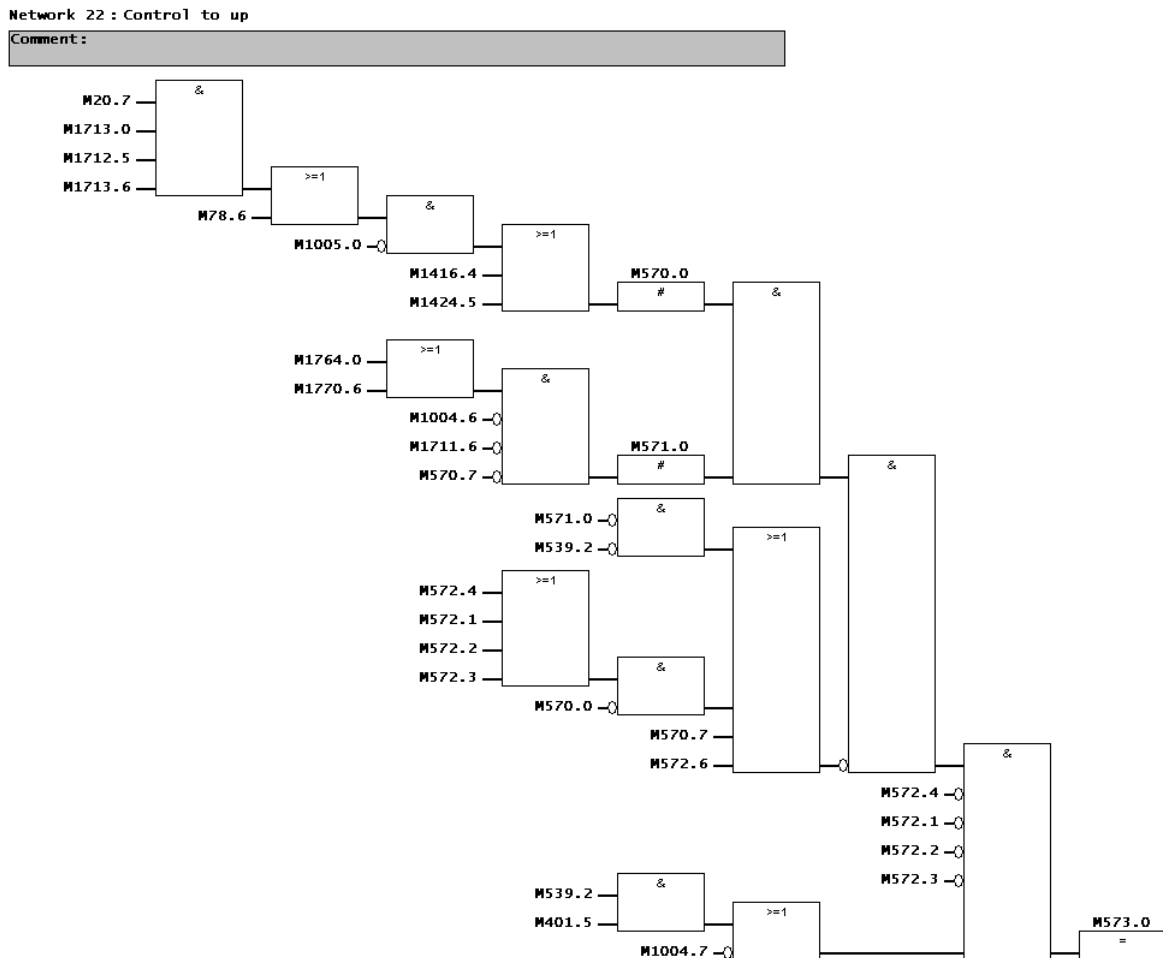 Network 22 : Control to up
Comment:
&
M20.7
M1713.0
M1712.5
M1713.6
>=1
M78.6
&
M1005.0
>=1
M1416.4
M1424.5
M570.0
#
&
M1764.0
>=1
M1770.6
&
M1004.6
M1711.6
M570.7
M571.0
#
&
M571.0
&
M539.2
>=1
M572.4
>=1
M572.1
M572.2
M572.3
&
M570.0
M570.7
M572.6
&
M572.4
M572.1
M572.2
M572.3
M539.2
&
M401.5
>=1
M1004.7
M573.0
=